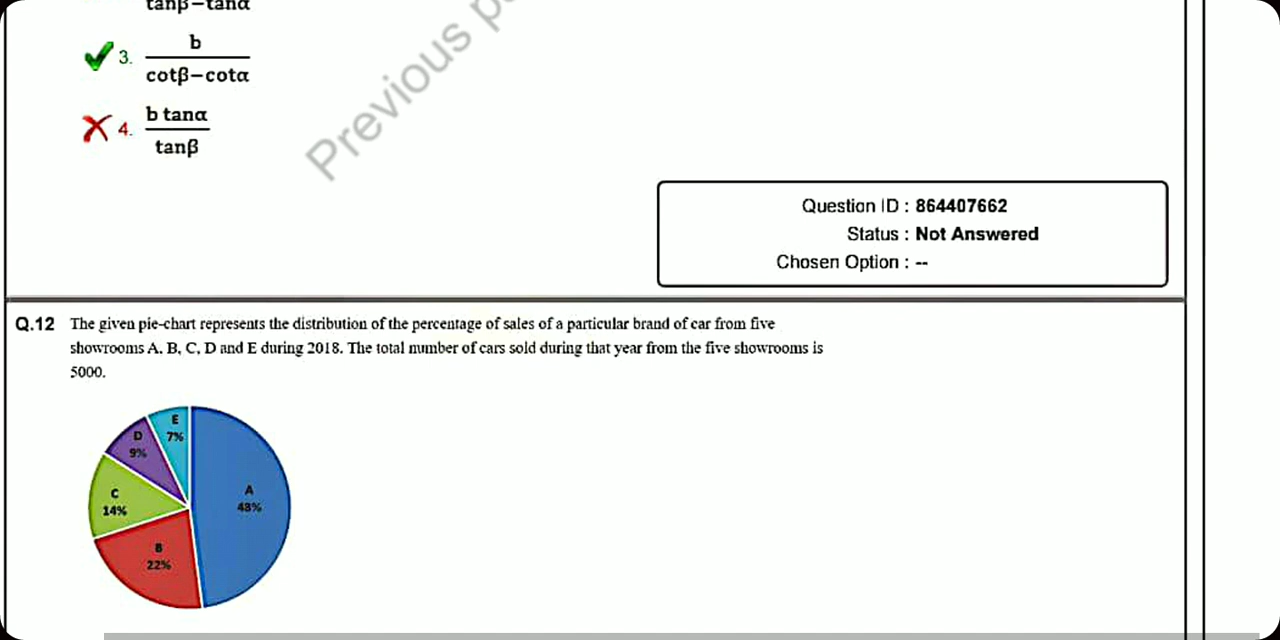 tanβ−tanα
3. b
cotβ−cotα
4. b tanα
tanβ
Previous
Question ID : 864407662
Status : Not Answered
Chosen Option : --
Q.12 The given pie-chart represents the distribution of the percentage of sales of a particular brand of car from five
showrooms A, B, C, D and E during 2018. The total number of cars sold during that year from the five showrooms is
5000.
E
7%
D
9%
A
48%
C
14%
B
22%